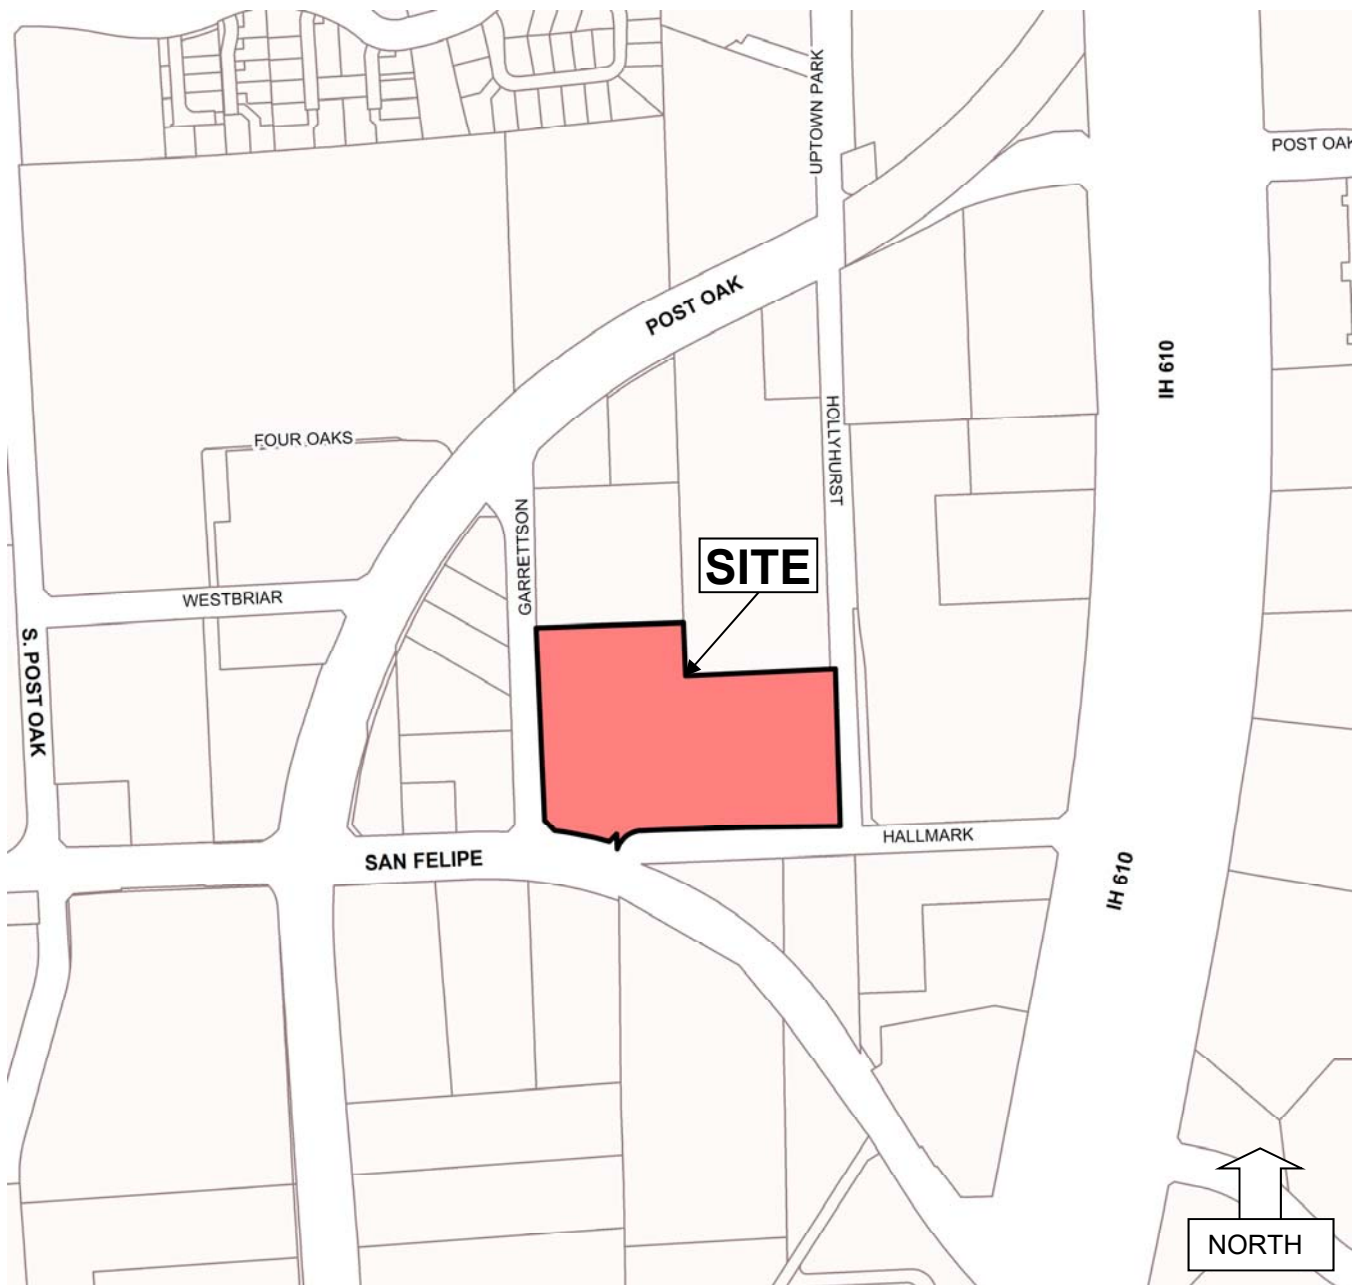 UPTOWN PARK
POST OAK
POST OAK
IH 610
HOLLYHURST
FOUR OAKS
GARRETTSON
SITE
WESTBRIAR
S. POST OAK
HALLMARK
SAN FELIPE
IH 610
NORTH